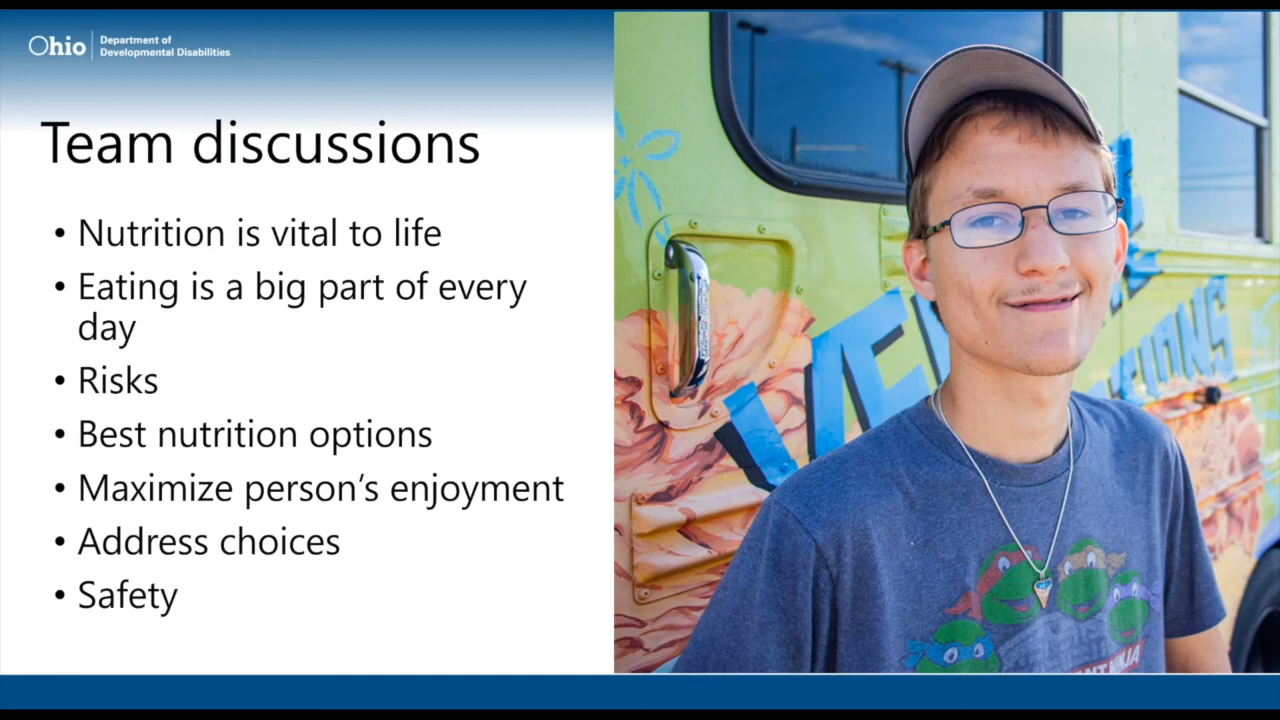 Ohio
Department of
Developmental Disabilities
Team discussions
• Nutrition is vital to life
• Eating is a big part of every
day
• Risks
• Best nutrition options
• Maximize person's enjoyment
• Address choices
• Safety